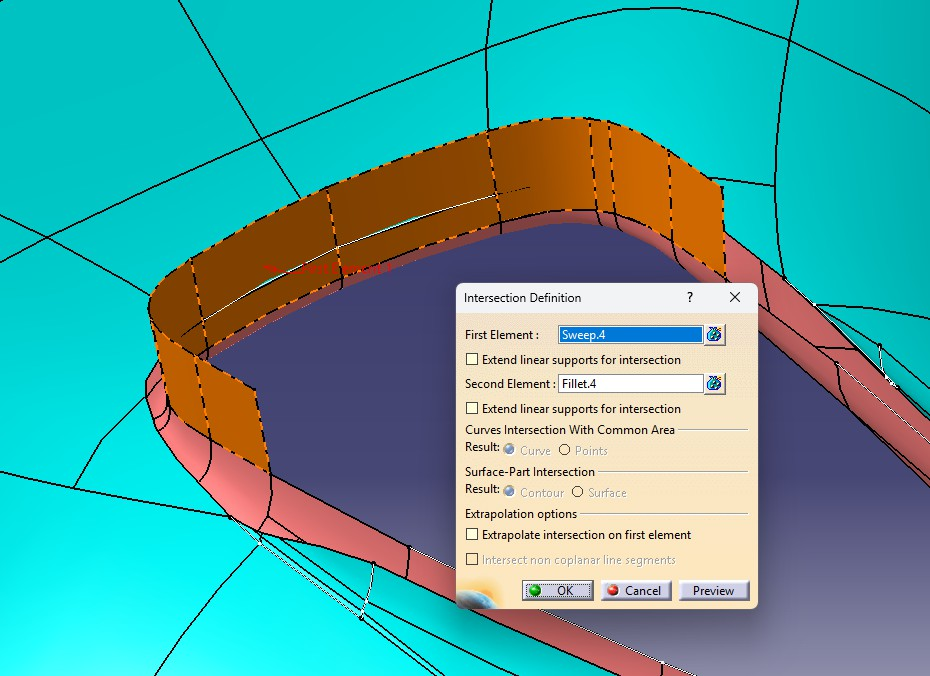 Intersection Definition ? X
First Element : Sweep.4
Extend linear supports for intersection
Second Element : Fillet.4
Extend linear supports for intersection
Curves Intersection With Common Area
Result: Curve Points
Surface-Part Intersection
Result: Contour Surface
Extrapolation options
Extrapolate intersection on first element
Intersect non coplanar line segments
OK Cancel Preview